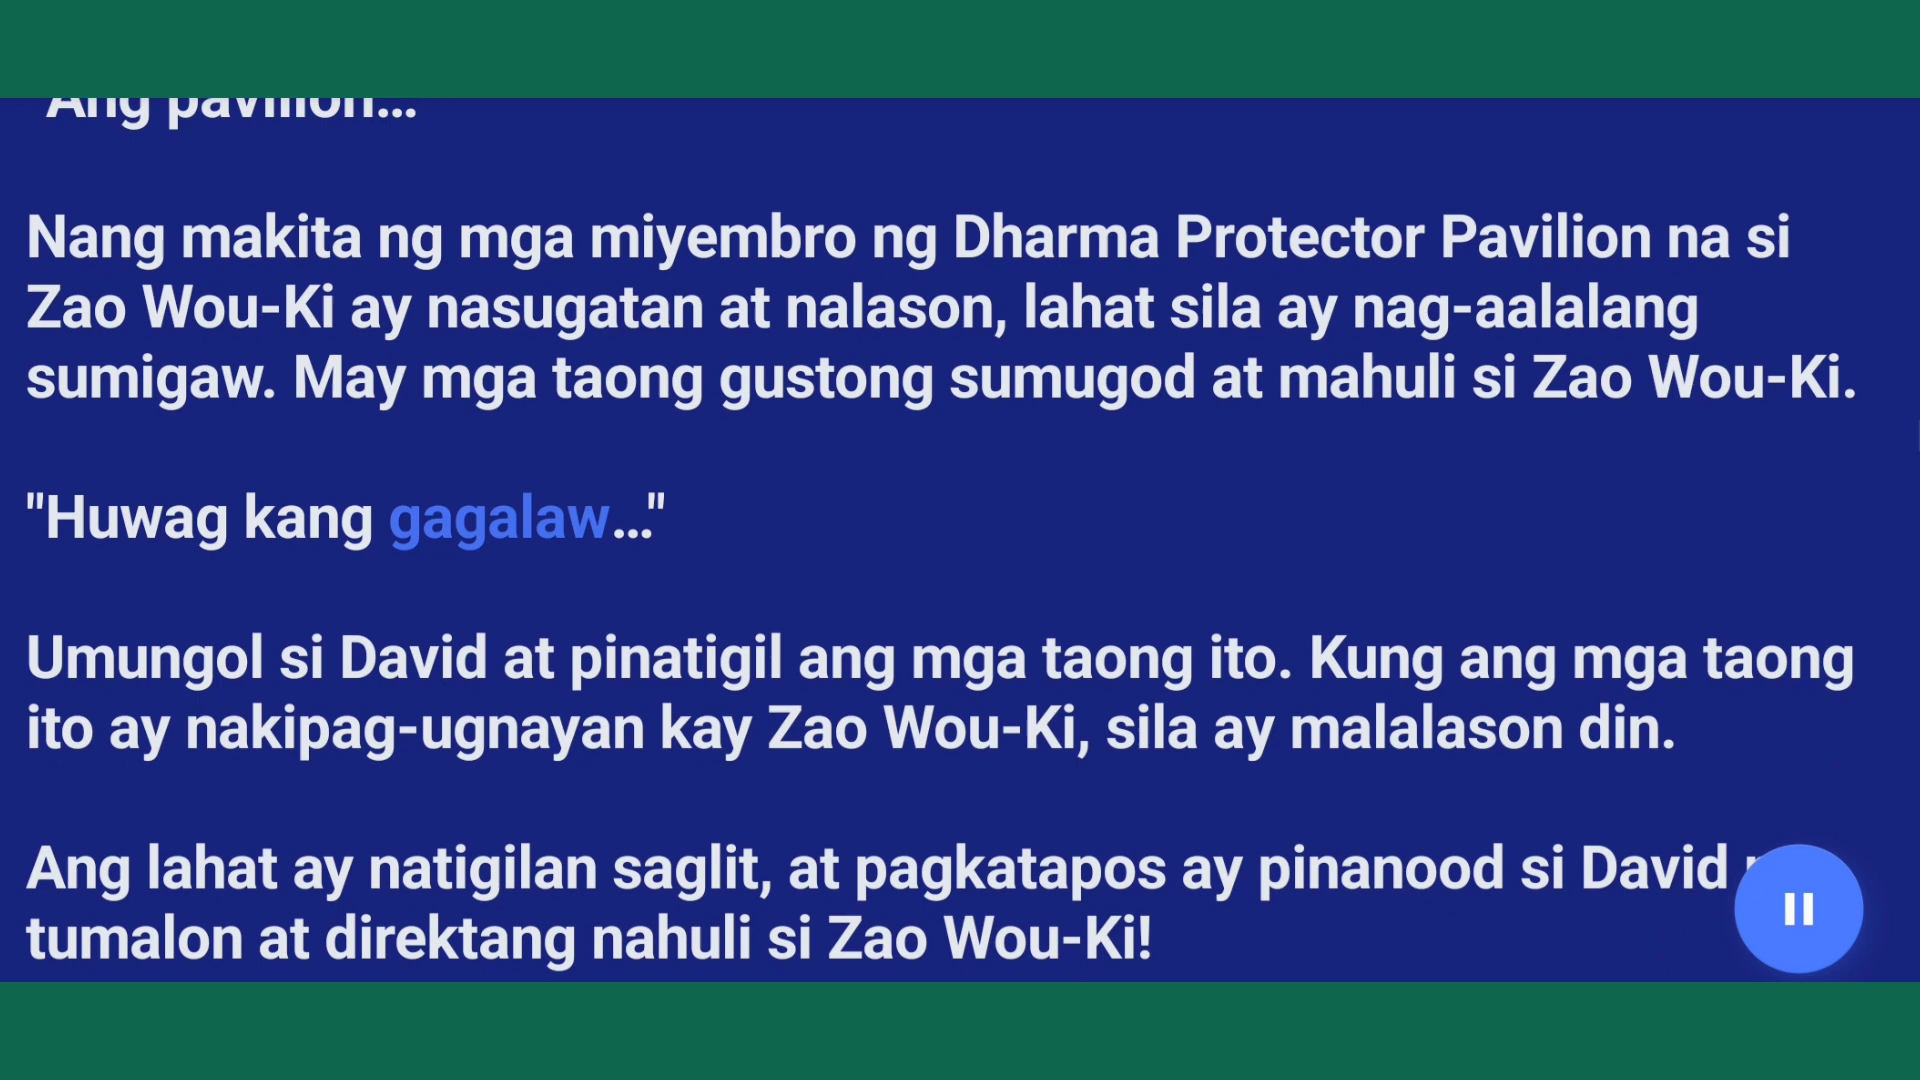 Ang pavilion...
Nang makita ng mga miyembro ng Dharma Protector Pavilion na si
Zao Wou-Ki ay nasugatan at nalason, lahat sila ay nag-aalalang
sumigaw. May mga taong gustong sumugod at mahuli si Zao Wou-Ki.
"Huwag kang gagalaw..."
Umungol si David at pinatigil ang mga taong ito. Kung ang mga taong
ito ay nakipag-ugnayan kay Zao Wou-Ki, sila ay malalason din.
Ang lahat ay natigilan saglit, at pagkatapos ay pinanood si David
tumalon at direktang nahuli si Zao Wou-Ki!